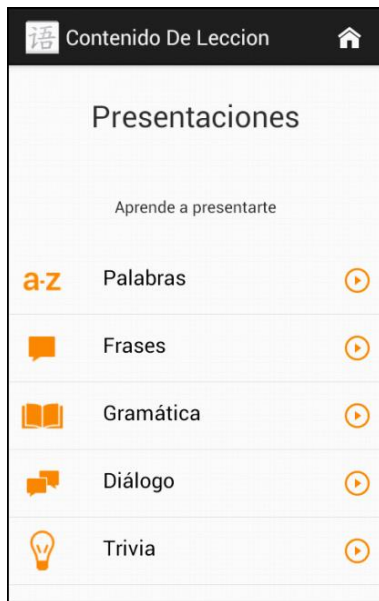 语 Contenido De Leccion
Presentaciones
Aprende a presentarte
a-z Palabras
Frases
Gramática
Diálogo
Trivia